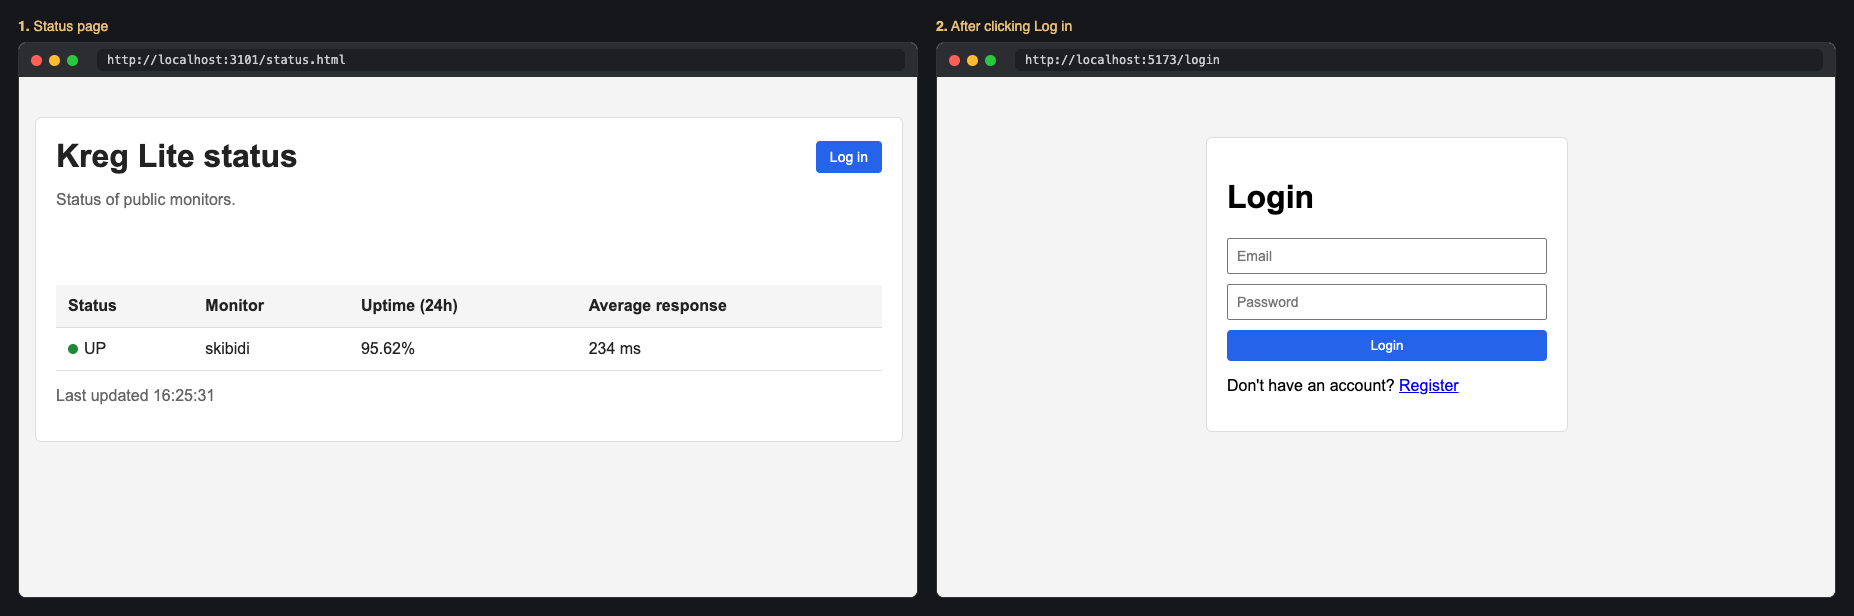 1. Status page
http://localhost:3101/status.html
Kreg Lite status
Log in
Status of public monitors.
Status Monitor Uptime (24h) Average response
UP skibidi 95.62% 234 ms
Last updated 16:25:31
2. After clicking Log in
http://localhost:5173/login
Login
Email
Password
Login
Don't have an account? Register